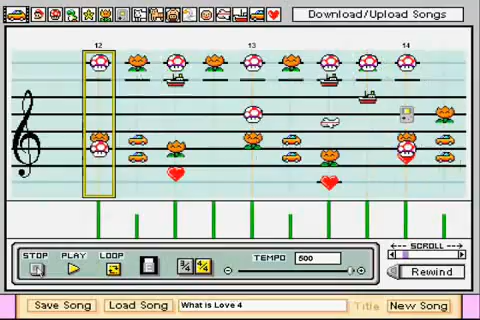 Download/Upload Songs
12 13 14
STOP PLAY LOOP
3/4 4/4
TEMPO 500
<--- SCROLL --->
Rewind
Save Song Load Song What is Love 4 Title New Song